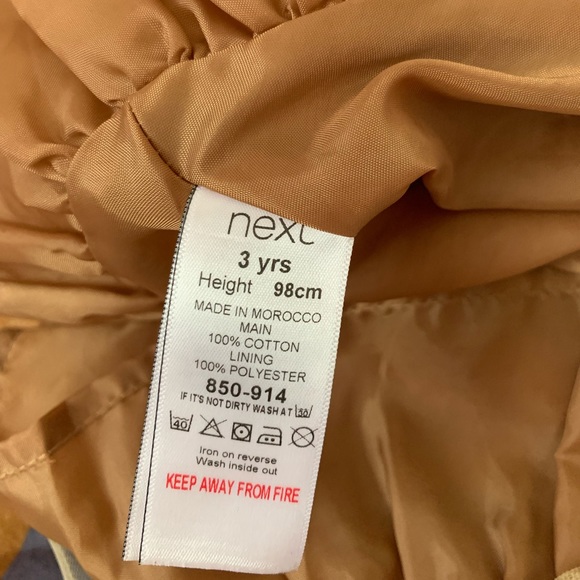 next
3 yrs
Height 98cm
MADE IN MOROCCO
MAIN
100% COTTON
LINING
100% POLYESTER
850-914
IF IT'S NOT DIRTY WASH AT 30
40
Iron on reverse
Wash inside out
KEEP AWAY FROM FIRE